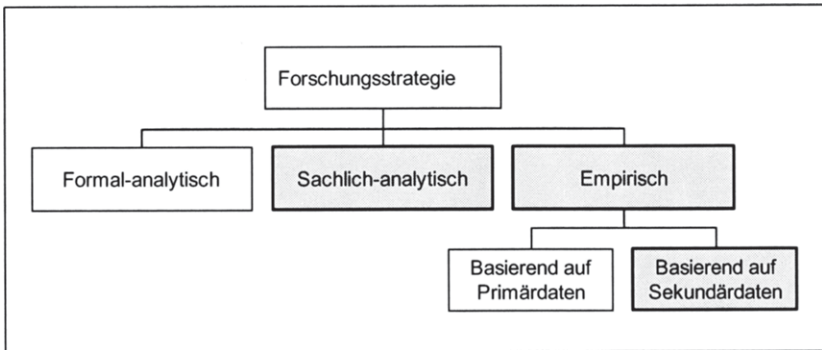 Forschungsstrategie
Formal-analytisch
Sachlich-analytisch
Empirisch
Basierend auf
Primärdaten
Basierend auf
Sekundärdaten